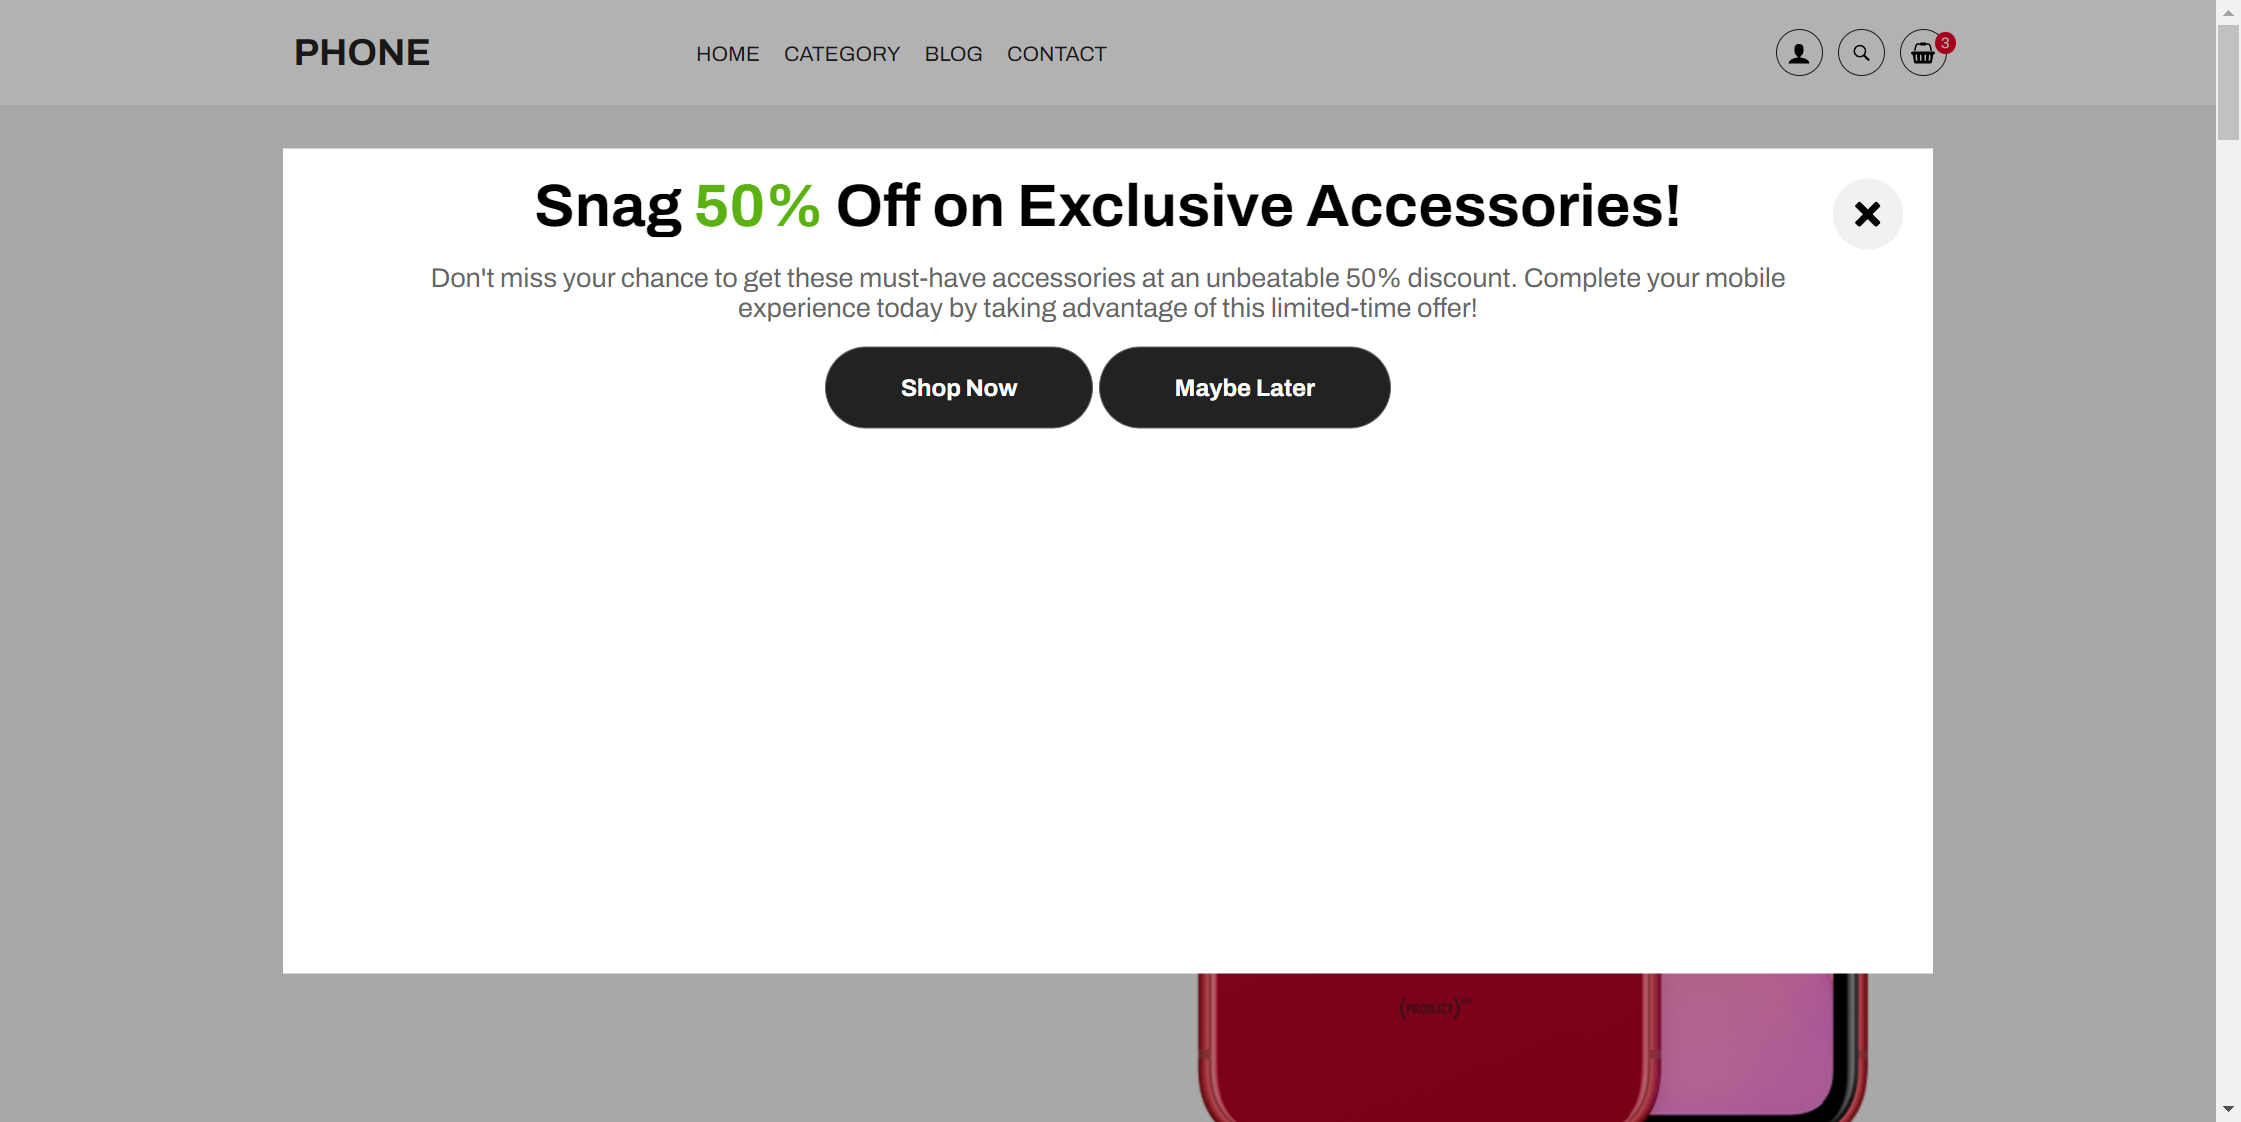 PHONE
HOME CATEGORY BLOG CONTACT
3
Snag 50% Off on Exclusive Accessories!
Don't miss your chance to get these must-have accessories at an unbeatable 50% discount. Complete your mobile
experience today by taking advantage of this limited-time offer!
Shop Now Maybe Later
(PRODUCT)